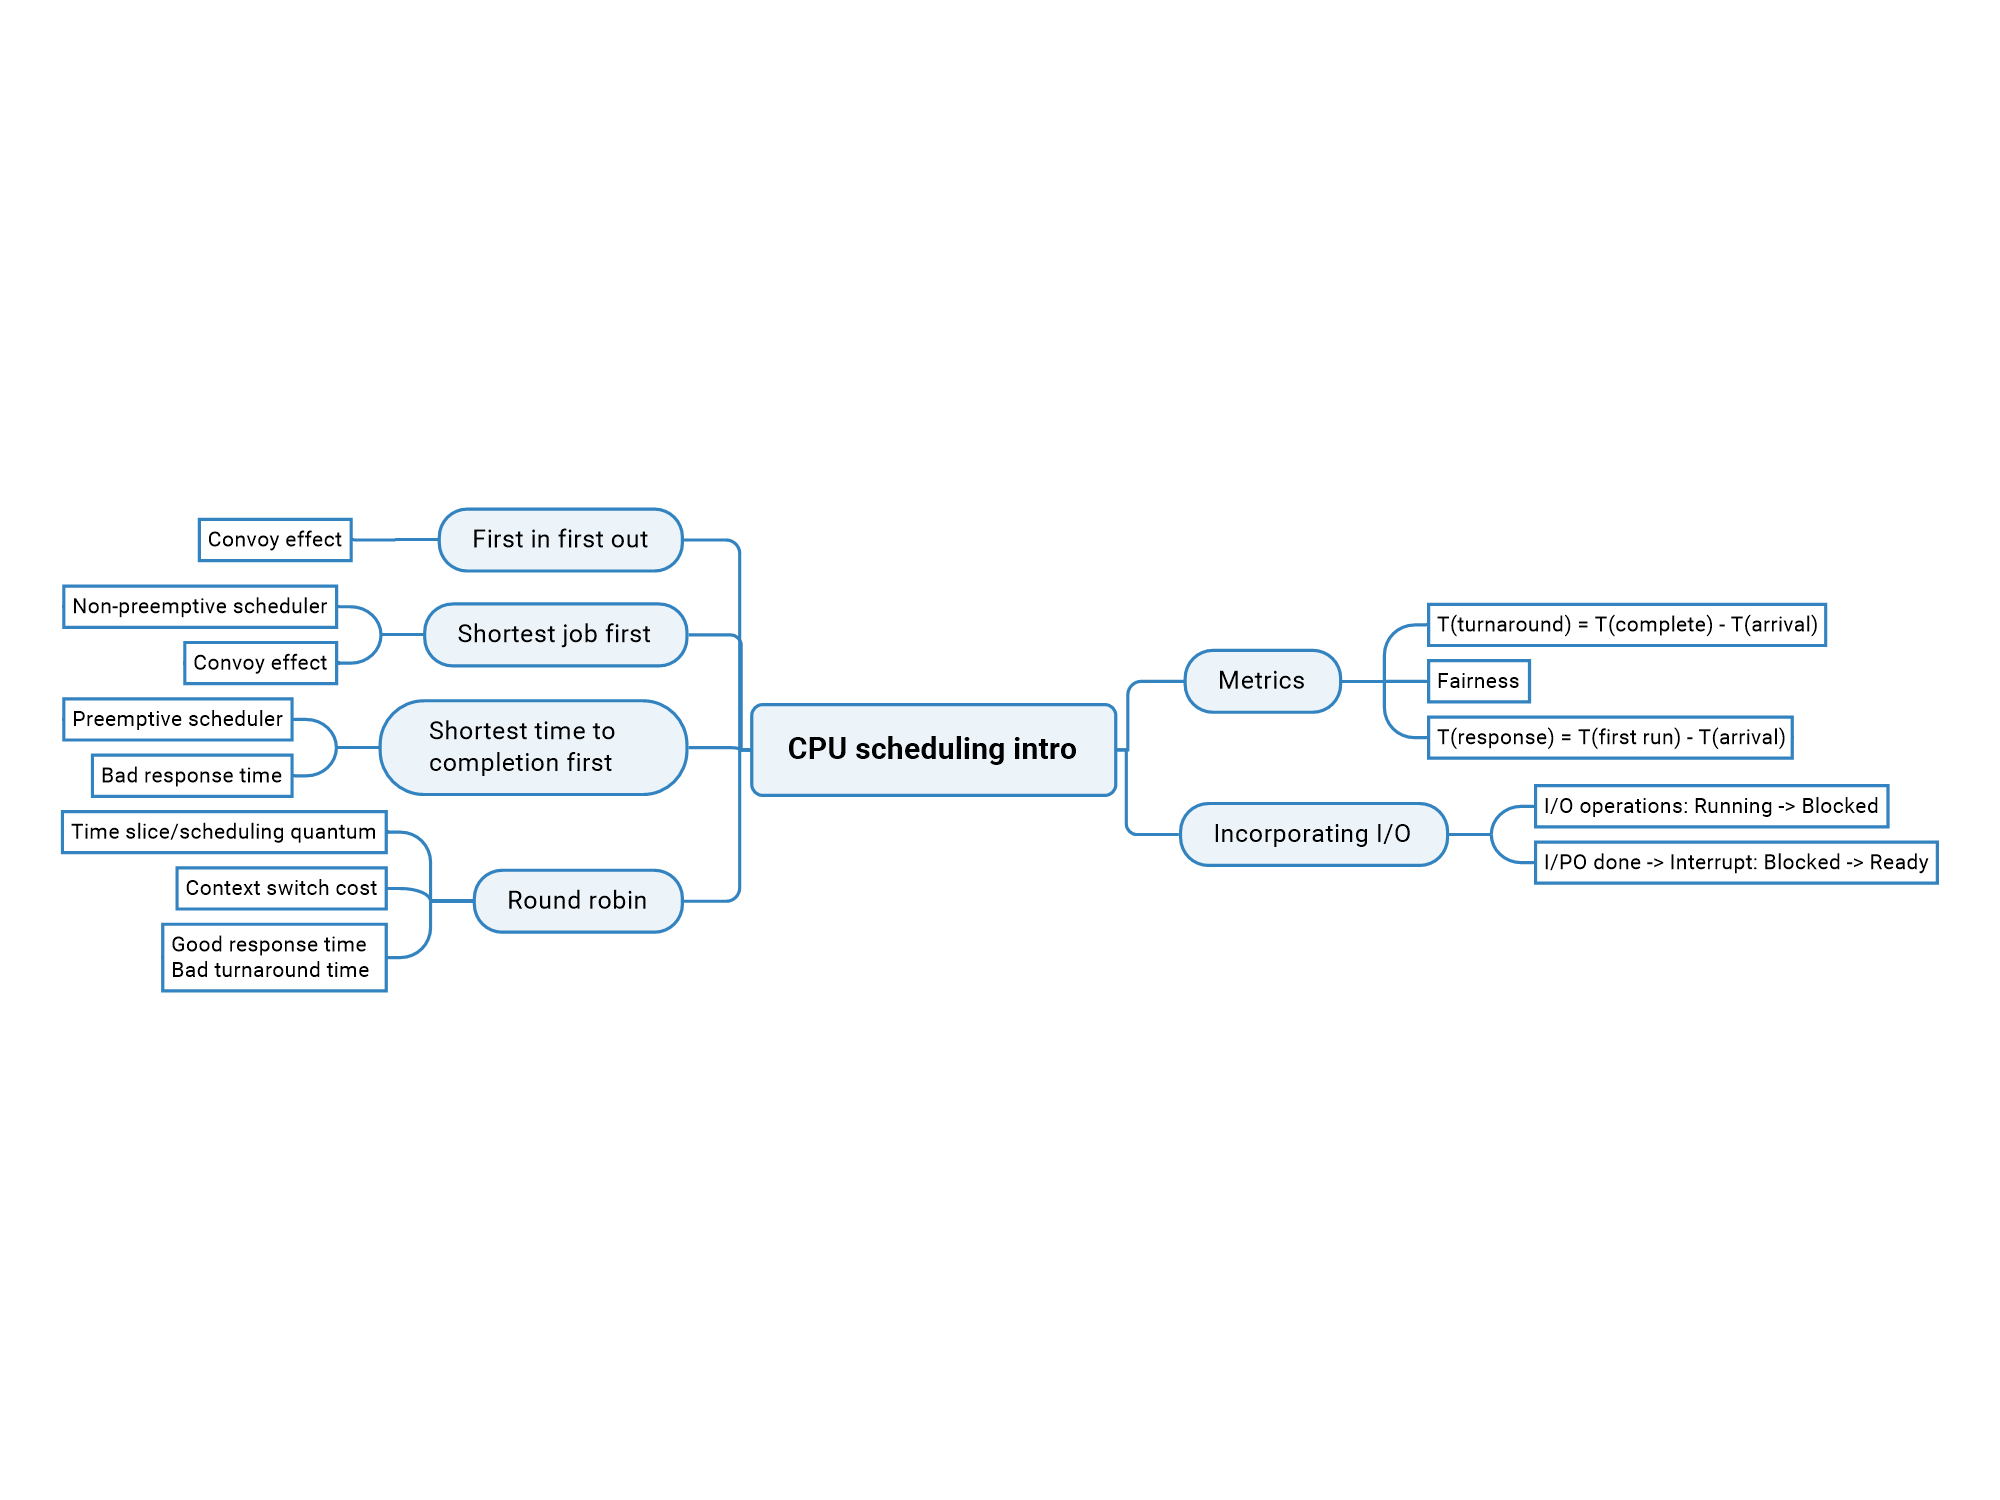 CPU scheduling intro
First in first out
Convoy effect
Shortest job first
Non-preemptive scheduler
Convoy effect
Shortest time to
completion first
Preemptive scheduler
Bad response time
Round robin
Time slice/scheduling quantum
Context switch cost
Good response time
Bad turnaround time
Metrics
T(turnaround) = T(complete) - T(arrival)
Fairness
T(response) = T(first run) - T(arrival)
Incorporating I/O
I/O operations: Running -> Blocked
I/PO done -> Interrupt: Blocked -> Ready